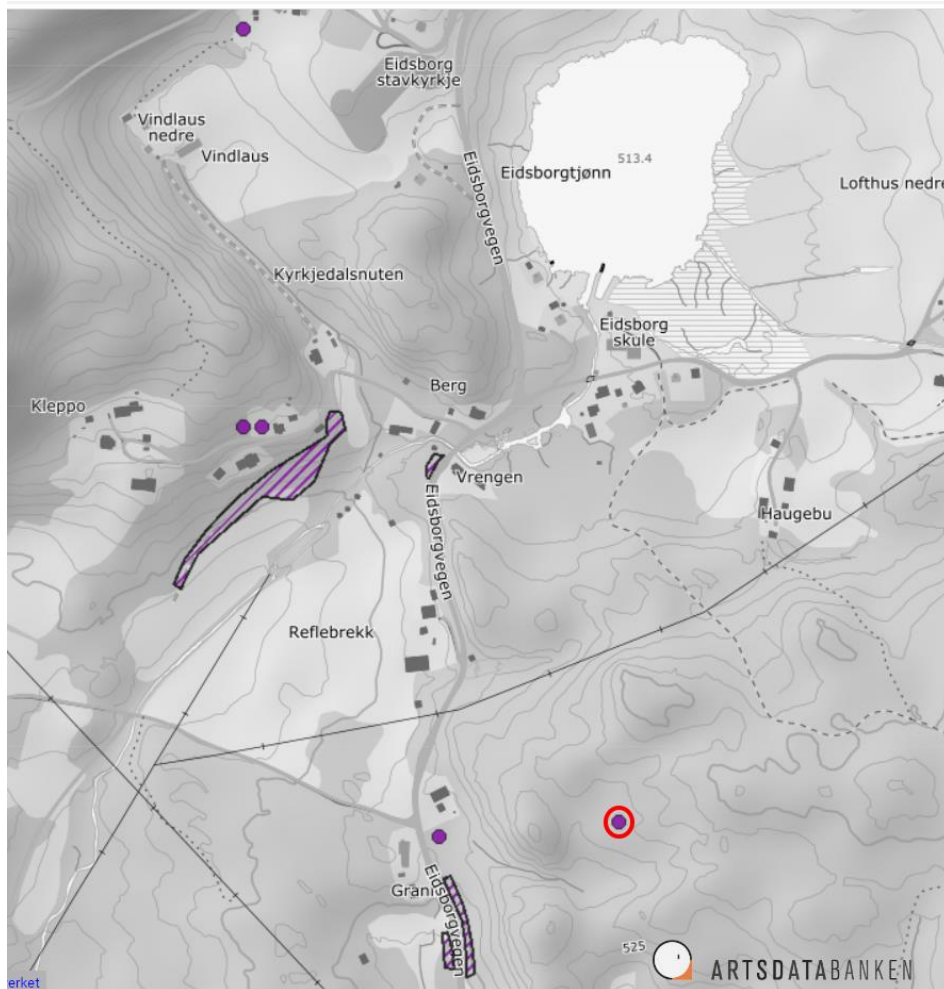 Eidsborg
stavkyrkje
Vindlaus
nedre
Vindlaus
Eidsborgvegen
Eidsborgtjønn
513.4
Lofthus nedre
Kyrkjedalsnuten
Eidsborg
skule
Berg
Kleppo
Vrengen
Eidsborgvegen
Haugebu
Reflebrekk
Eidsborgvegen
525
ARTSDATABANKEN
erket